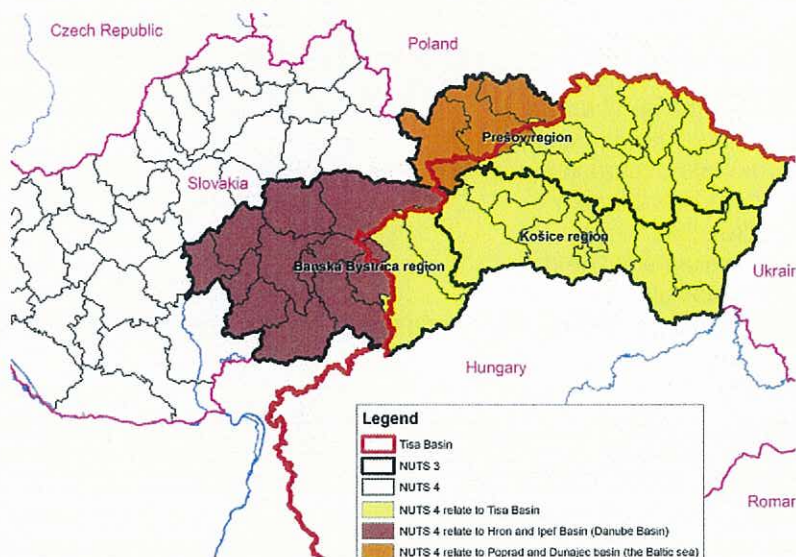 Czech Republic
Poland
Prešov region
Slovakia
Košice region
Banska Bystrica region
Ukrain
Hungary
Legend
Tisa Basin
NUTS 3
NUTS 4
NUTS 4 relate to Tisa Basin
NUTS 4 relate to Hron and Ipeľ Basin (Danube Basin)
NUTS 4 relate to Poprad and Dunajec basin (the Baltic sea)
Roman